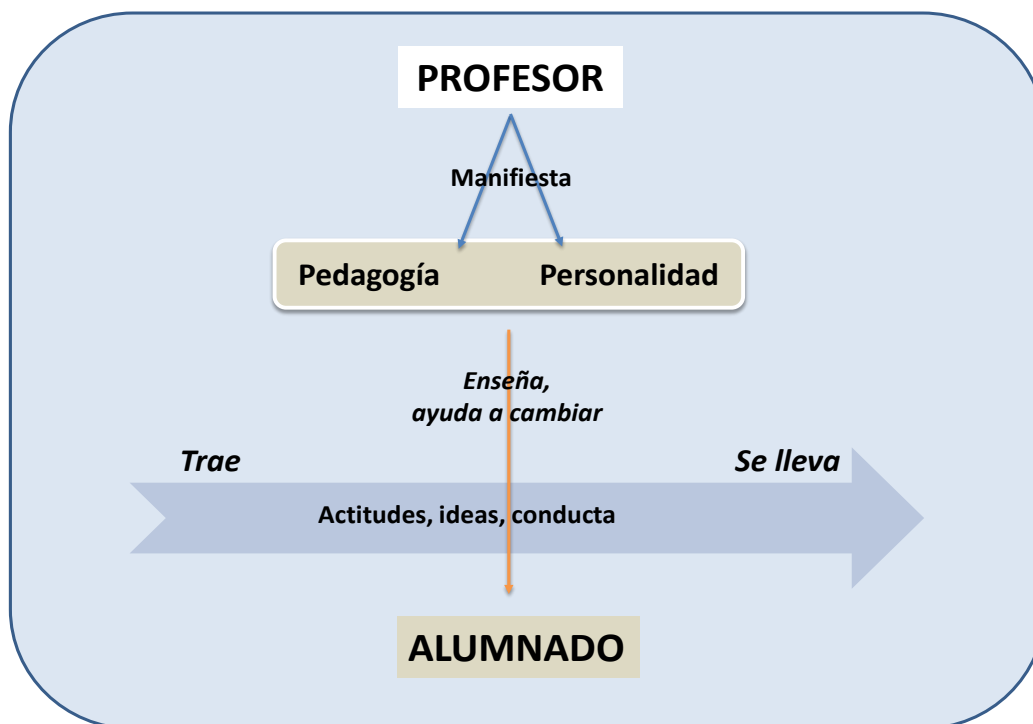 PROFESOR
Manifiesta
Pedagogía
Personalidad
Enseña,
ayuda a cambiar
Trae
Se lleva
Actitudes, ideas, conducta
ALUMNADO